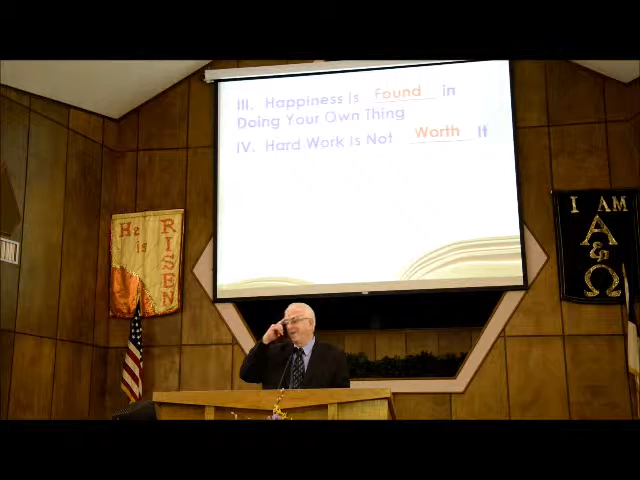 III. Happiness Is Found in
Doing Your Own Thing
IV. Hard Work Is Not Worth It
He
is
RISEN
I AM
Α
&
Ω